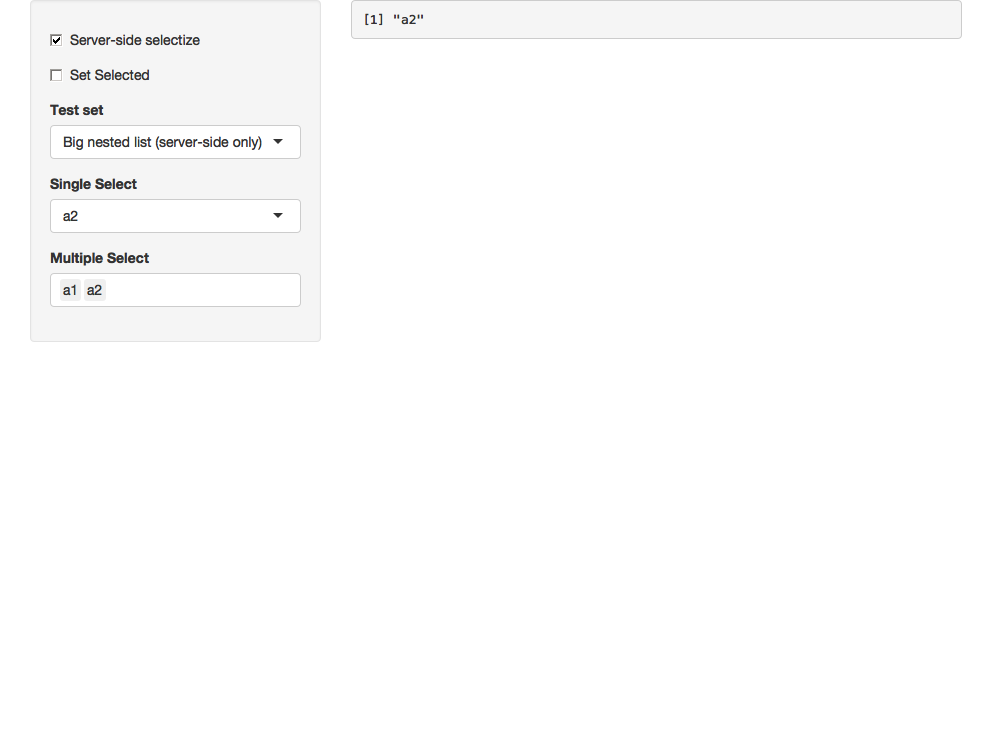 Server-side selectize
Set Selected
Test set
Big nested list (server-side only)
Single Select
a2
Multiple Select
a1 a2
[1] "a2"